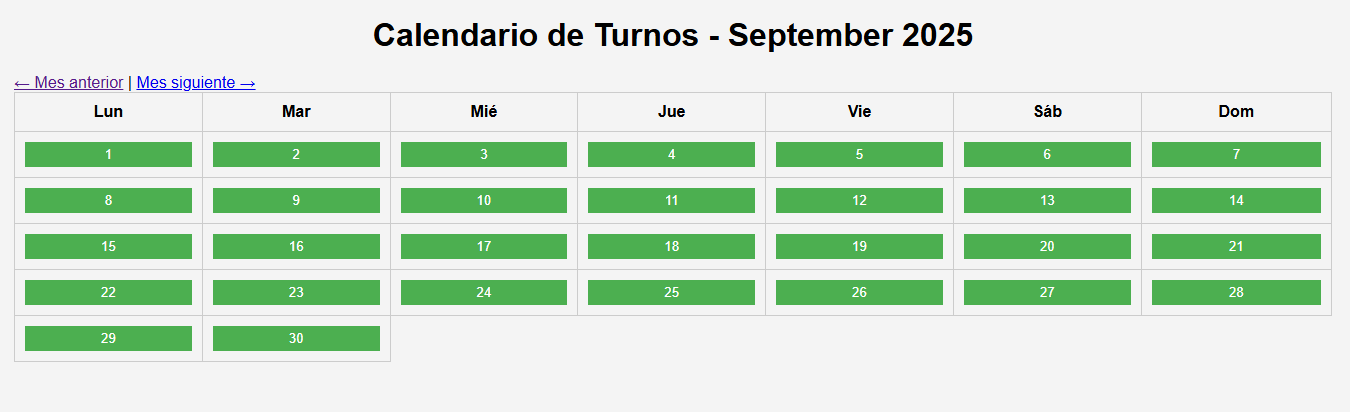 Calendario de Turnos - September 2025
← Mes anterior | Mes siguiente →
Lun Mar Mié Jue Vie Sáb Dom
1 2 3 4 5 6 7
8 9 10 11 12 13 14
15 16 17 18 19 20 21
22 23 24 25 26 27 28
29 30